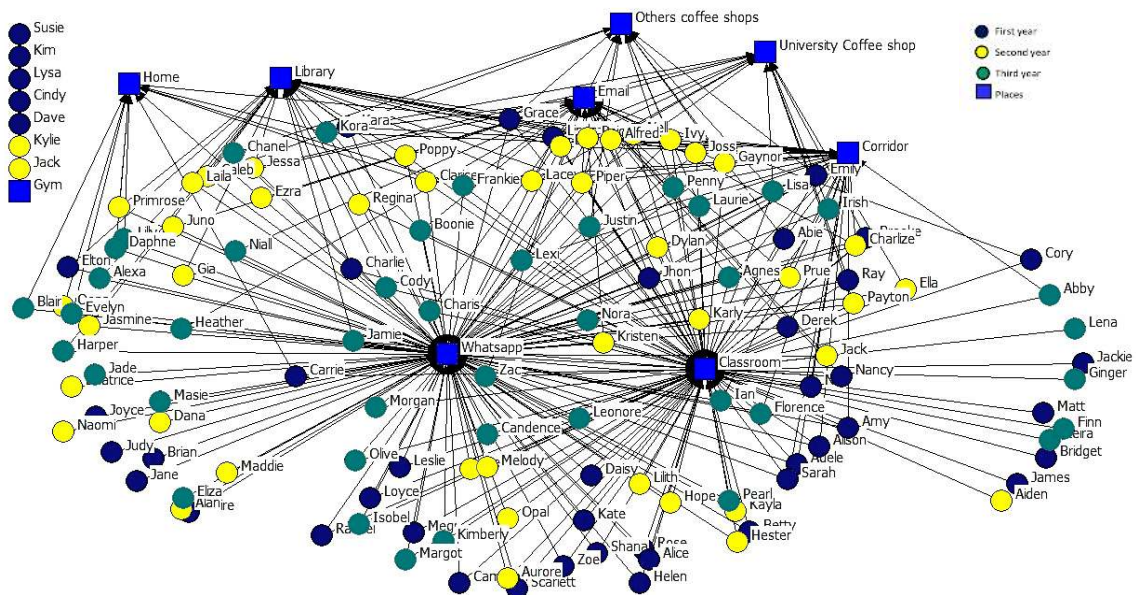 Susie
Kim
Lysa
Cindy
Dave
Kylie
Jack
Gym
Others coffee shops
University Coffee shop
First year
Second year
Third year
Places
Home
Library
Email
Corridor
Grace
Kora
Alfred
Ivy
Joss
Gaynor
Chanel
Jessa
Poppy
Laila
Ezra
Frankie
Lacey
Piper
Penny
Lisa
Emily
Primrose
Regina
Laurie
Irish
Juno
Boonie
Justin
Abie
Charlize
Daphne
Niall
Dylan
Elton
Gia
Charlie
Lexi
Cory
Alexa
Cody
Jhon
Agnes
Prue
Ray
Ella
Blair
Evelyn
Charis
Payton
Abby
Jasmine
Heather
Nora
Karly
Derek
Lena
Harper
Jamie
Kristen
Whatsapp
Classroom
Jack
Jackie
Jade
Carrie
Zac
Nancy
Ginger
Masie
Morgan
Ian
Florence
Matt
Joyce
Dana
Leonore
Amy
Finn
Naomi
Candence
Alison
Judy
Brian
Olive
Leslie
Melody
Daisy
Adele
Bridget
Jane
Maddie
Lilith
Sarah
James
Eliza
Loyce
Hope
Pearl
Aiden
Opal
Kate
Kayla
Isobel
Kimberly
Betty
Hester
Margot
Zoe
Shana
Alice
Aurore
Scarlett
Helen